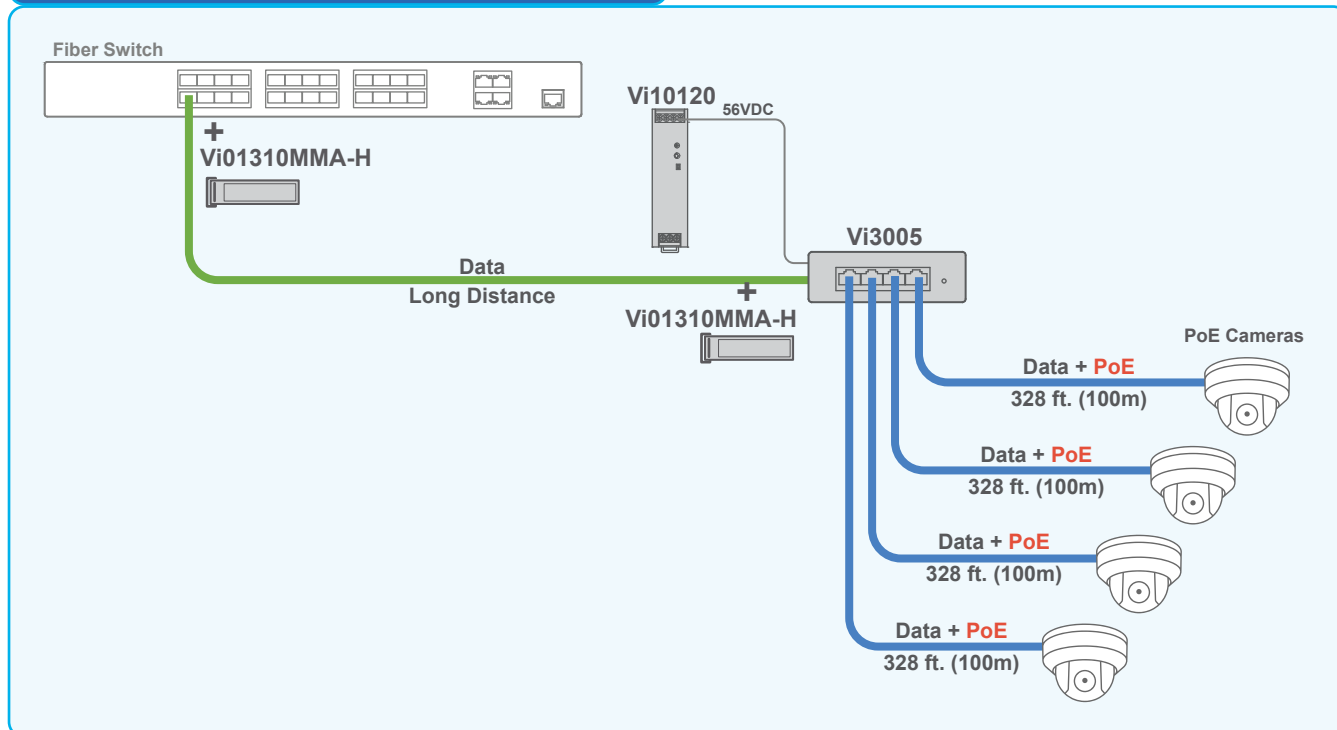 Fiber Switch
+
Vi01310MMA-H
Vi10120
56VDC
Vi3005
Data
Long Distance
+
Vi01310MMA-H
PoE Cameras
Data + PoE
328 ft. (100m)
Data + PoE
328 ft. (100m)
Data + PoE
328 ft. (100m)
Data + PoE
328 ft. (100m)